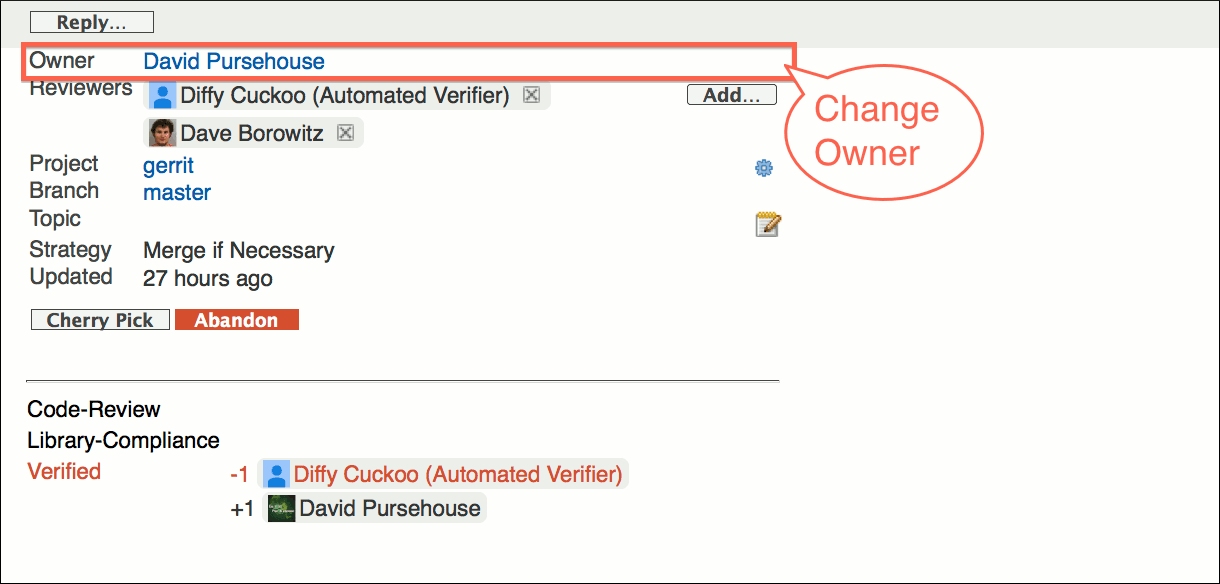 Reply...
Owner David Pursehouse
Reviewers Diffy Cuckoo (Automated Verifier) Add...
Change
Owner
Dave Borowitz
Project gerrit
Branch master
Topic
Strategy Merge if Necessary
Updated 27 hours ago
Cherry Pick Abandon
Code-Review
Library-Compliance
Verified -1 Diffy Cuckoo (Automated Verifier)
+1 David Pursehouse